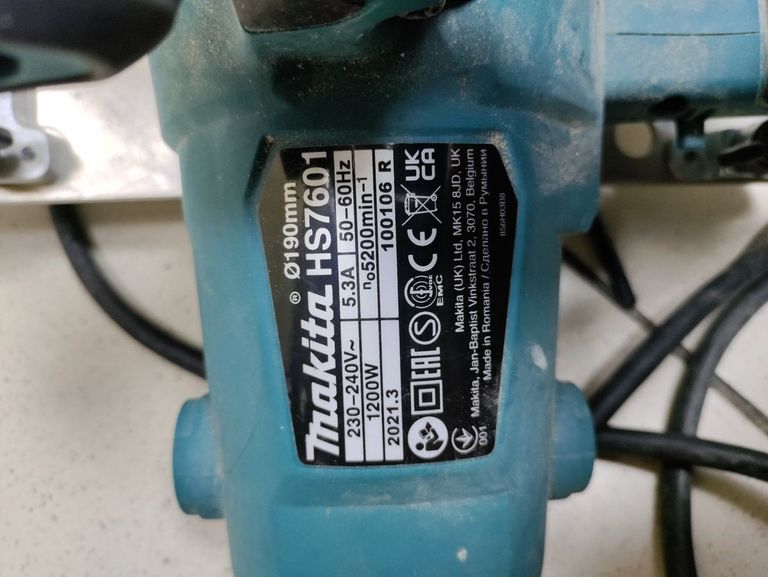 Makita® Ø190mm
HS7601
230-240V~ 5.3A 50-60Hz
1200W n₀5200min⁻¹
2021.3 100106 R
EAC S CE UK CA
EMC
001
Makita (UK) Ltd, MK15 8JD, UK
Makita, Jan-Baptist Vinkstraat 2, 3070, Belgium
Made in Romania / Сделано в Румынии
856H03B8